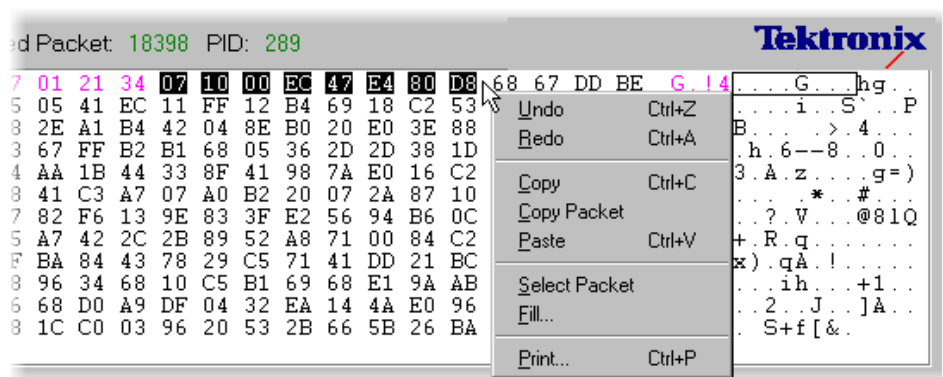 ed Packet: 18398 PID: 289
Tektronix
7 01 21 34 07 10 00 EC 47 E4 80 D8 68 67 DD BE G.!4.....G...hg..
5 05 41 EC 11 FF 12 B4 69 18 C2 53 ....i..S`..P
8 2E A1 B4 42 04 8E B0 20 E0 3E 88 B.....>.4...
3 67 FF B2 B1 68 05 36 2D 2D 38 1D .h.6--8..0..
4 AA 1B 44 33 8F 41 98 7A E0 16 C2 3.A.z....g=)
8 41 C3 A7 07 A0 B2 20 07 2A 87 10 ... .*..#...
7 82 F6 13 9E 83 3F E2 56 94 B6 0C ..?.V...@81Q
5 A7 42 2C 2B 89 52 A8 71 00 84 C2 +.R.q.......
F BA 84 43 78 29 C5 71 41 DD 21 BC x).qA.!.....
8 96 34 68 10 C5 B1 69 68 E1 9A AB ...ih...+1..
6 68 D0 A9 DF 04 32 EA 14 4A E0 96 ..2..J..]A..
8 1C C0 03 96 20 53 2B 66 5B 26 BA . S+f[&.
Undo Ctrl+Z
Redo Ctrl+A
Copy Ctrl+C
Copy Packet
Paste Ctrl+V
Select Packet
Fill...
Print... Ctrl+P